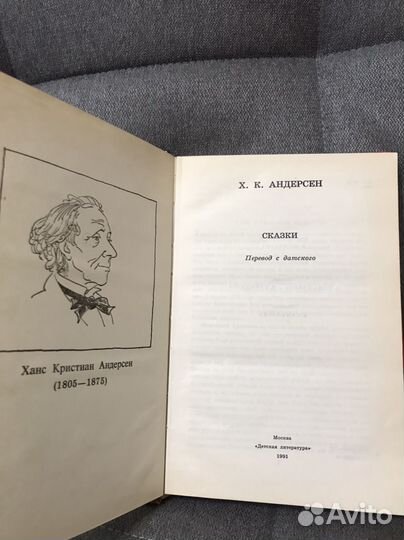 Ханс Кристиан Андерсен
(1805—1875)
Х. К. АНДЕРСЕН
СКАЗКИ
Перевод с датского
Москва
«Детская литература»
1991
Avito